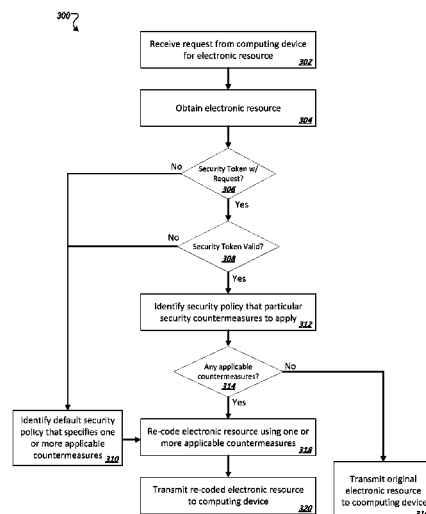 300
Receive request from computing device
for electronic resource
302
Obtain electronic resource
304
No
Security Token w/
Request?
306
Yes
No
Security Token Valid?
308
Yes
Identify security policy that particular
security countermeasures to apply
312
Any applicable
countermeasures?
314
No
Yes
Identify default security
policy that specifies one
or more applicable
countermeasures 310
Re-code electronic resource using one or
more applicable countermeasures
318
Transmit re-coded electronic resource
to computing device
320
Transmit original
electronic resource
to coomputing device